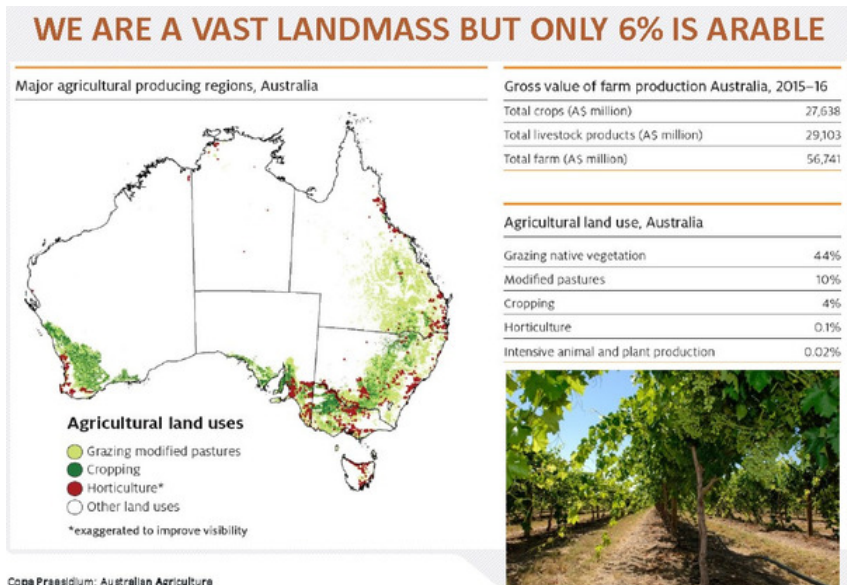 WE ARE A VAST LANDMASS BUT ONLY 6% IS ARABLE
Major agricultural producing regions, Australia
Agricultural land uses
Grazing modified pastures
Cropping
Horticulture*
Other land uses
*exaggerated to improve visibility
Gross value of farm production Australia, 2015–16
Total crops (A$ million) 27,638
Total livestock products (A$ million) 29,103
Total farm (A$ million) 56,741
Agricultural land use, Australia
Grazing native vegetation 44%
Modified pastures 10%
Cropping 4%
Horticulture 0.1%
Intensive animal and plant production 0.02%
Copa Praesidium: Australian Agriculture